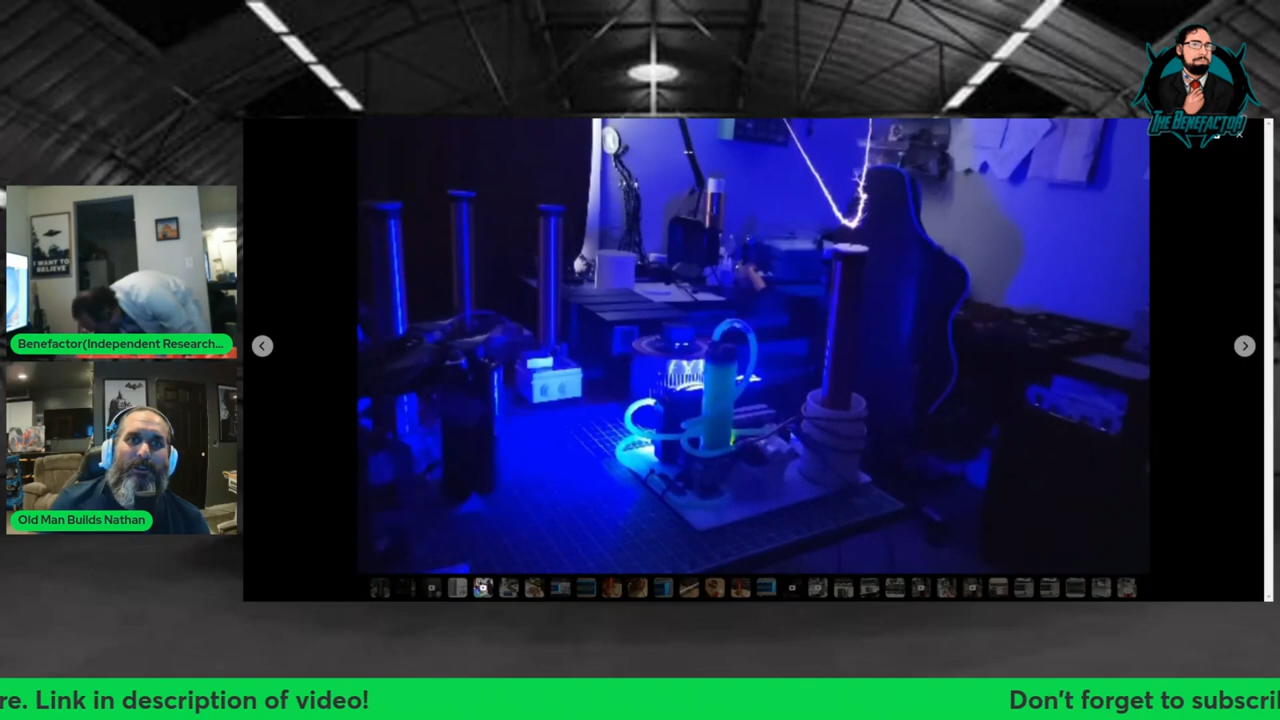 THE BENEFACTOR
I WANT TO BELIEVE
Benefactor(Independent Research...
Old Man Builds Nathan
re. Link in description of video!
Don't forget to subscri